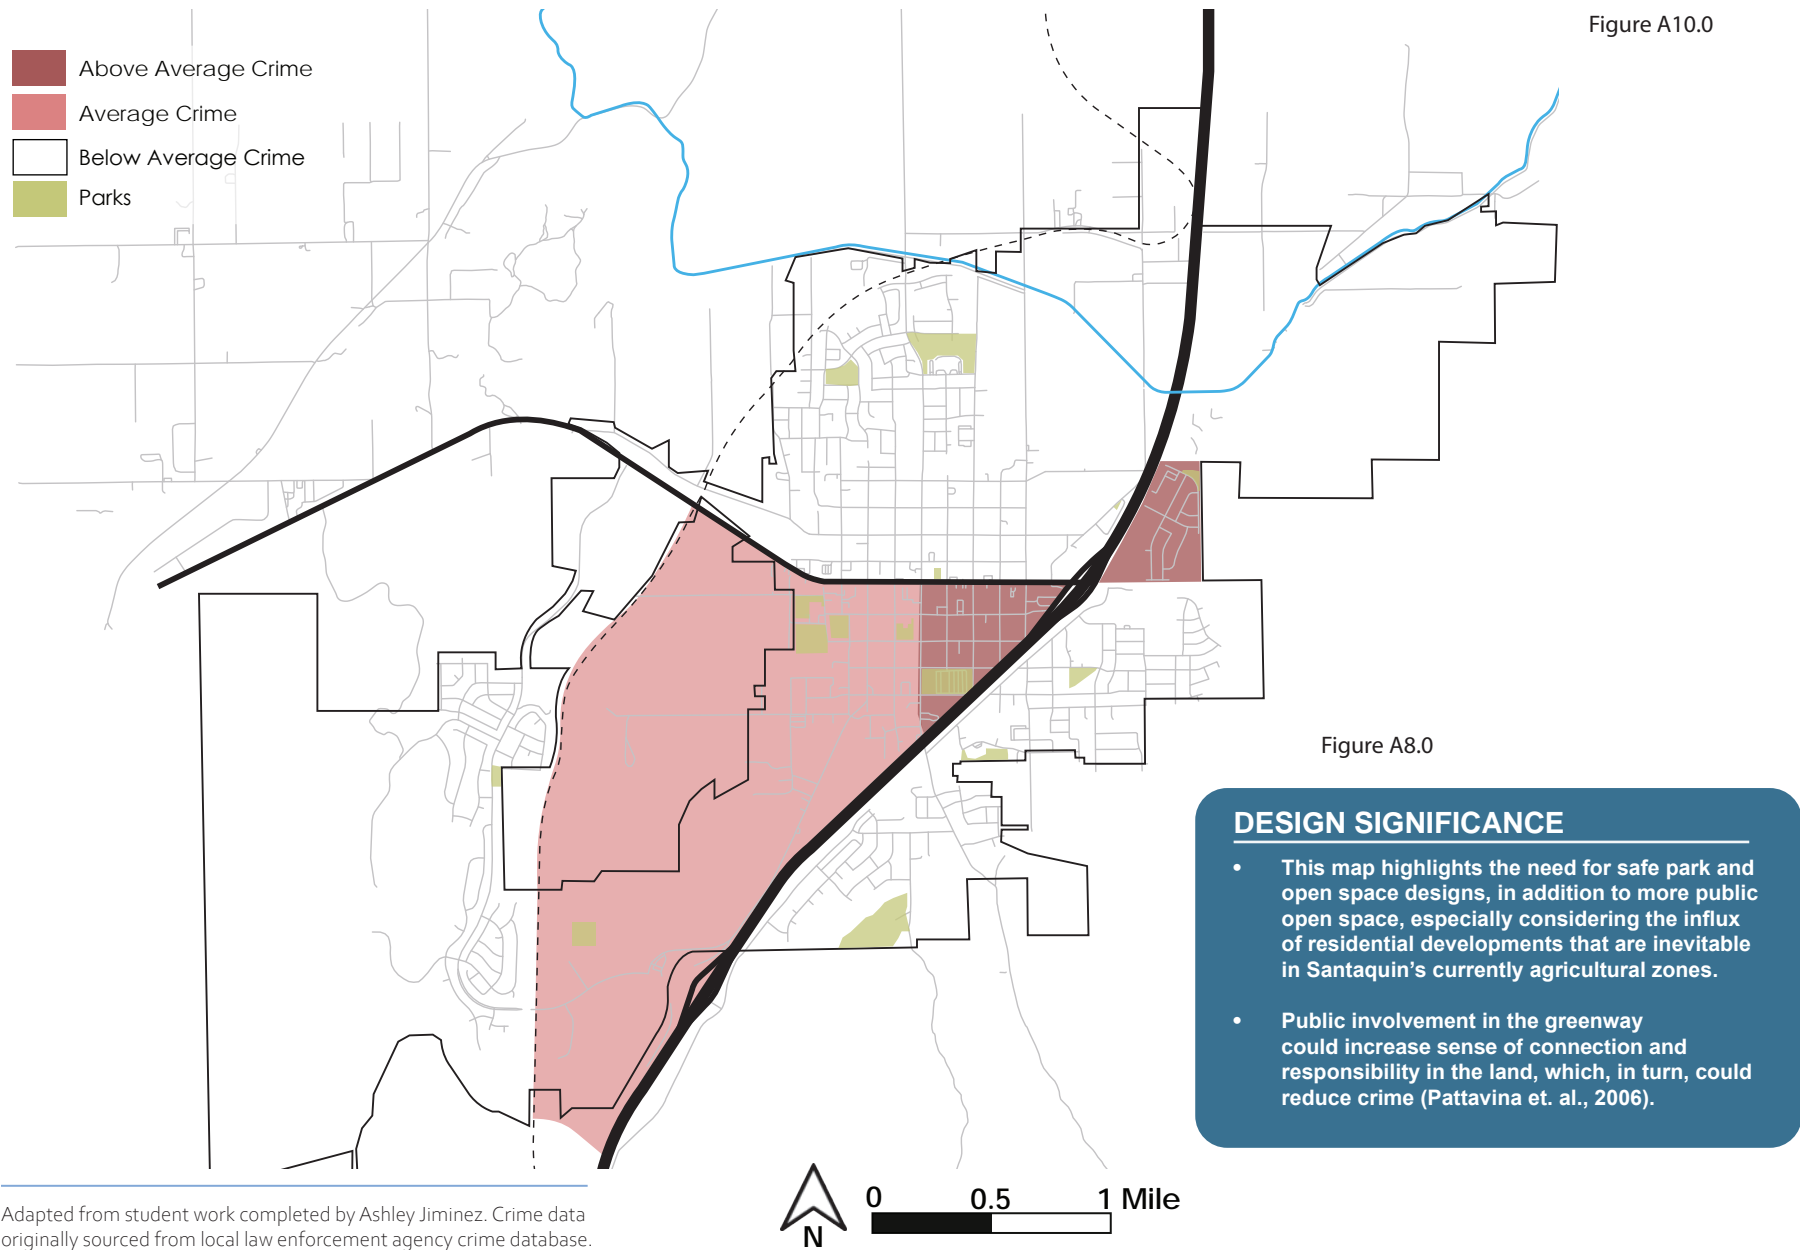 Figure A10.0
Above Average Crime
Average Crime
Below Average Crime
Parks
Figure A8.0
DESIGN SIGNIFICANCE
• This map highlights the need for safe park and
open space designs, in addition to more public
open space, especially considering the influx
of residential developments that are inevitable
in Santaquin’s currently agricultural zones.
• Public involvement in the greenway
could increase sense of connection and
responsibility in the land, which, in turn, could
reduce crime (Pattavina et. al., 2006).
0 0.5 1 Mile
N
Adapted from student work completed by Ashley Jiminez. Crime data
originally sourced from local law enforcement agency crime database.